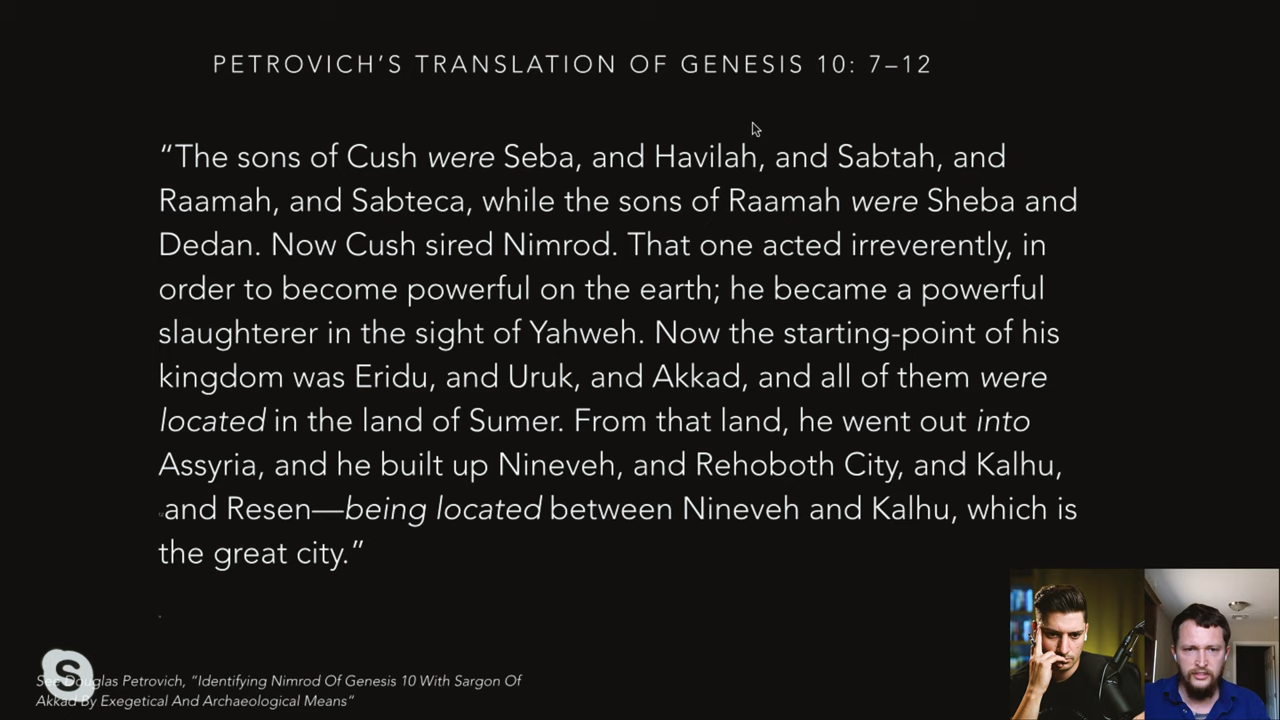 PETROVICH'S TRANSLATION OF GENESIS 10: 7–12
“The sons of Cush were Seba, and Havilah, and Sabtah, and
Raamah, and Sabteca, while the sons of Raamah were Sheba and
Dedan. Now Cush sired Nimrod. That one acted irreverently, in
order to become powerful on the earth; he became a powerful
slaughterer in the sight of Yahweh. Now the starting-point of his
kingdom was Eridu, and Uruk, and Akkad, and all of them were
located in the land of Sumer. From that land, he went out into
Assyria, and he built up Nineveh, and Rehoboth City, and Kalhu,
and Resen—being located between Nineveh and Kalhu, which is
the great city.”
S
See Douglas Petrovich, “Identifying Nimrod Of Genesis 10 With Sargon Of
Akkad By Exegetical And Archaeological Means”